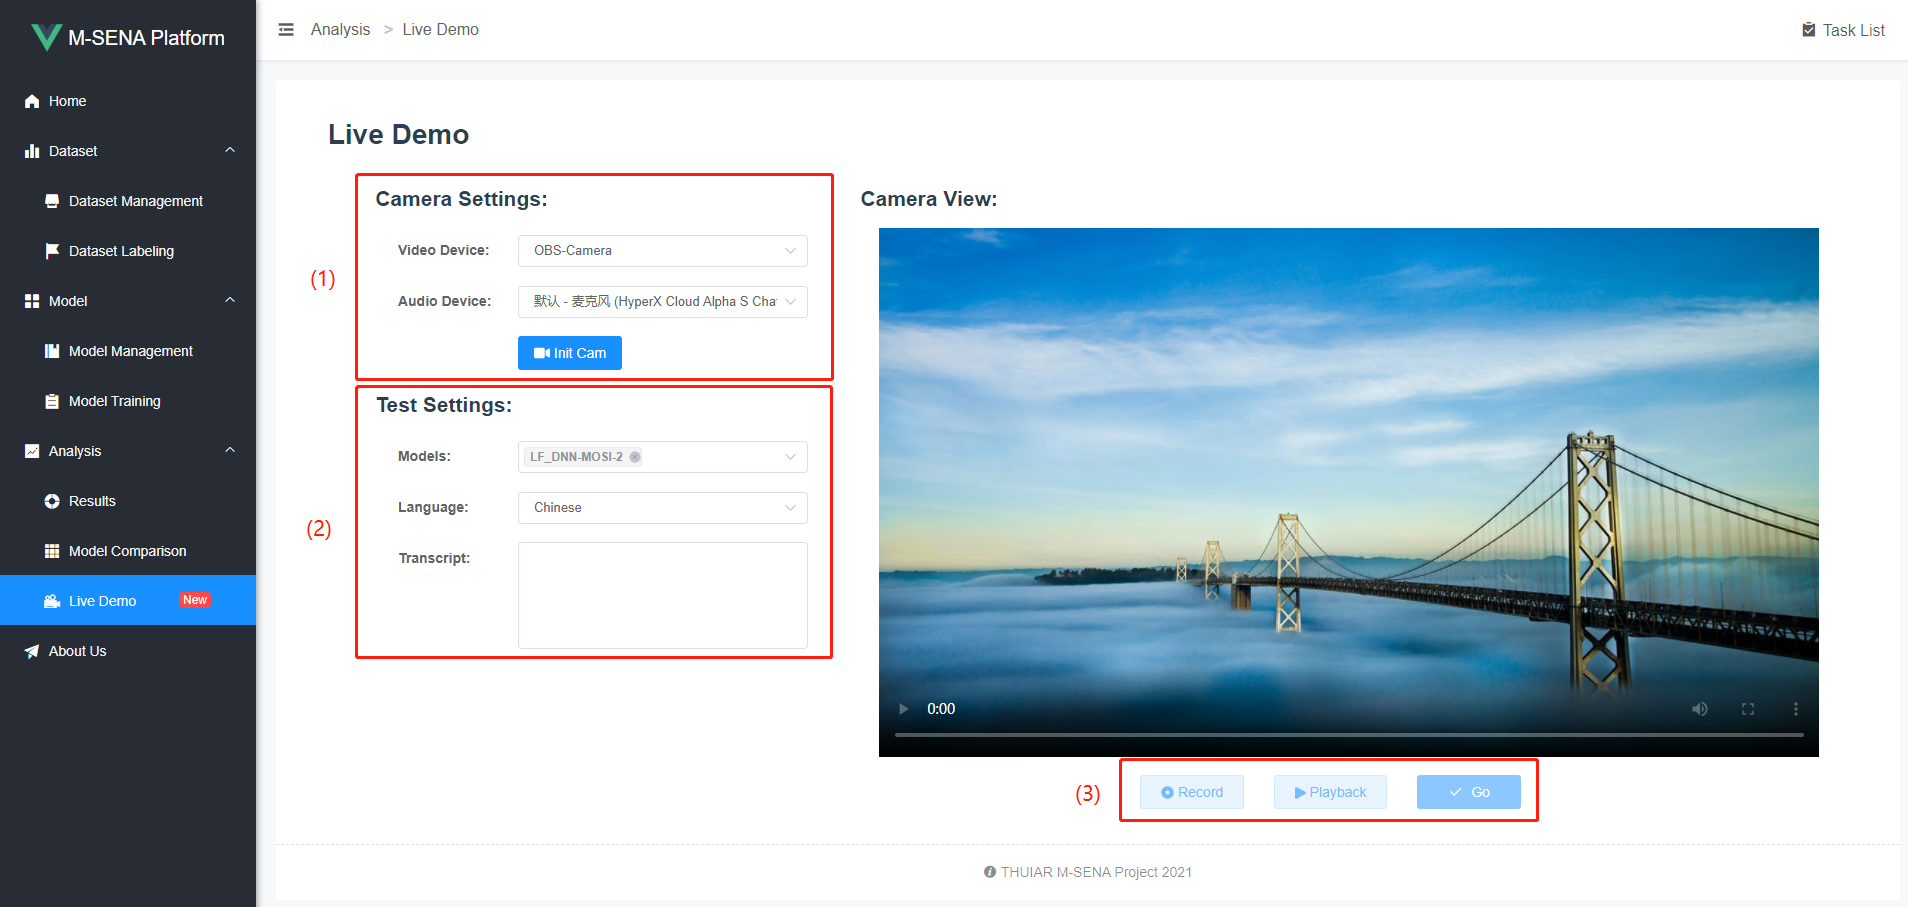 M-SENA Platform
Home
Dataset
Dataset Management
Dataset Labeling
Model
Model Management
Model Training
Analysis
Results
Model Comparison
Live Demo New
About Us
Analysis > Live Demo
Task List
Live Demo
(1)
Camera Settings:
Video Device: OBS-Camera
Audio Device: 默认 - 麦克风 (HyperX Cloud Alpha S Cha
Init Cam
(2)
Test Settings:
Models: LF_DNN-MOSI-2
Language: Chinese
Transcript:
Camera View:
0:00
(3)
Record Playback Go
THUIAR M-SENA Project 2021